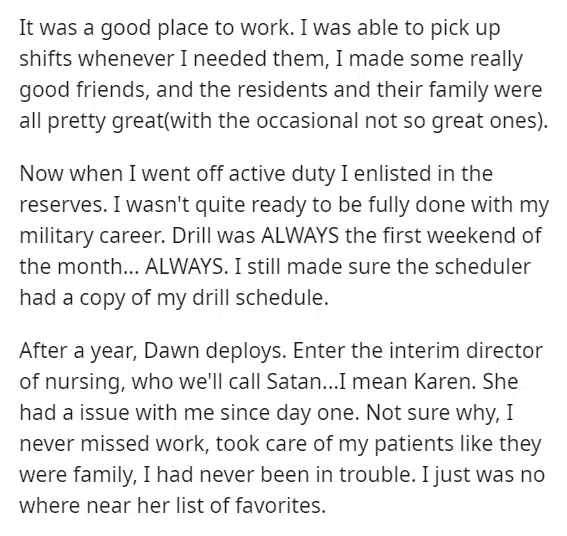 It was a good place to work. I was able to pick up
shifts whenever I needed them, I made some really
good friends, and the residents and their family were
all pretty great(with the occasional not so great ones).
Now when I went off active duty I enlisted in the
reserves. I wasn't quite ready to be fully done with my
military career. Drill was ALWAYS the first weekend of
the month... ALWAYS. I still made sure the scheduler
had a copy of my drill schedule.
After a year, Dawn deploys. Enter the interim director
of nursing, who we'll call Satan...I mean Karen. She
had a issue with me since day one. Not sure why, I
never missed work, took care of my patients like they
were family, I had never been in trouble. I just was no
where near her list of favorites.